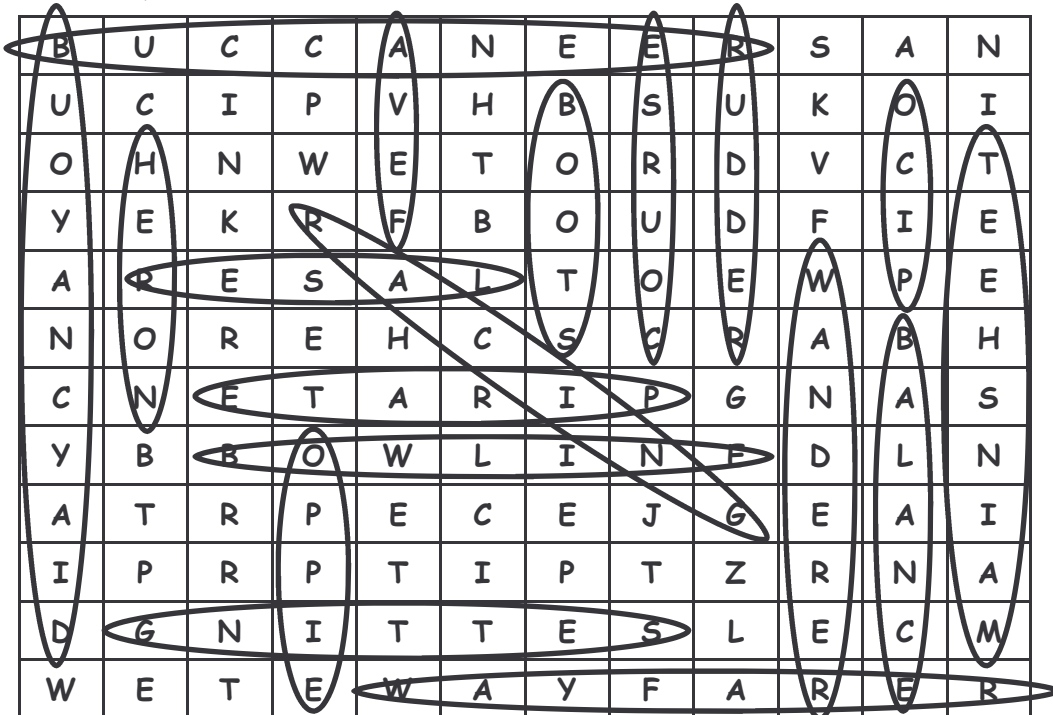 B U C C A N E E R S A N
U C I P V H B S U K O I
O H N W E T O R D V C T
Y E K R F B O U D F I E
A R E S A L T O E W P E
N O R E H C S C R A B H
C N E T A R I P G N A S
Y B B O W L I N E D L N
A T R P E C E J G E A I
I P R P T I P T Z R N A
D G N I T T E S L E C M
W E T E W A Y F A R E R